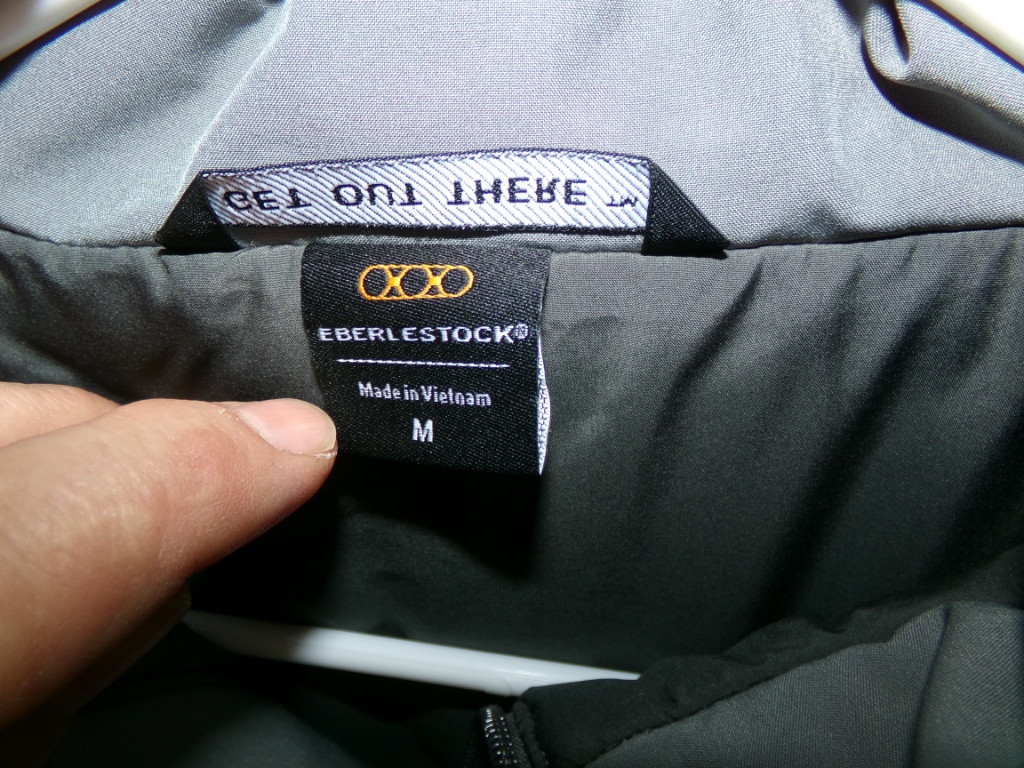 GET OUT THERE ™
EBERLESTOCK®
Made in Vietnam
M